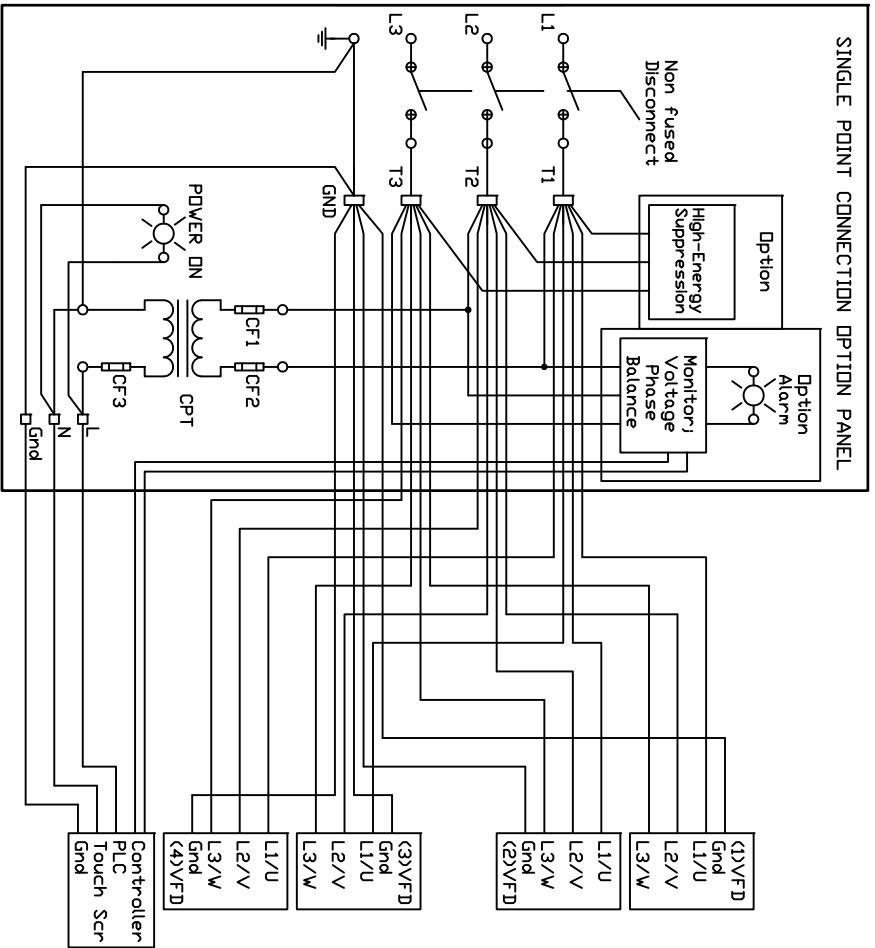 SINGLE POINT CONNECTION OPTION PANEL
L1
L2
L3
Non fused
Disconnect
T1
T2
T3
GND
Option
High-Energy
Suppression
Option
Alarm
Monitor;
Voltage
Phase
Balance
POWER ON
CF1
CF2
CF3
CPT
L
N
Gnd
(1)VFD
Gnd
L1/U
L2/V
L3/W
L1/U
L2/V
L3/W
Gnd
(2)VFD
(3)VFD
Gnd
L1/U
L2/V
L3/W
L1/U
L2/V
L3/W
Gnd
(4)VFD
Controller
PLC
Touch Scr
Gnd